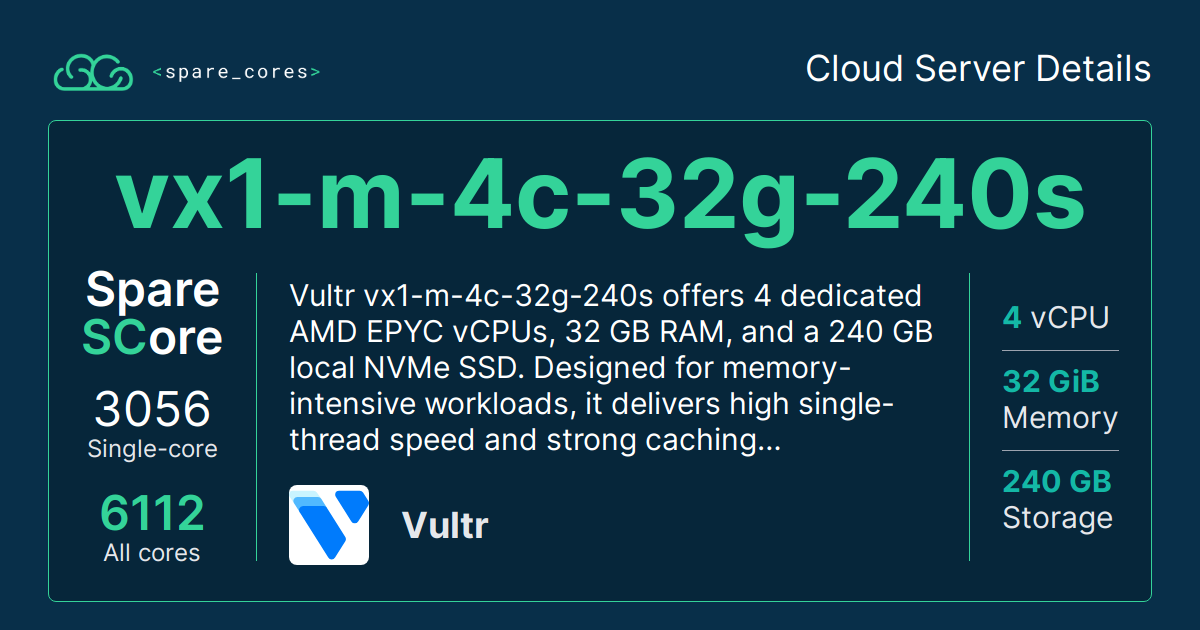 <spare_cores>
Cloud Server Details
vx1-m-4c-32g-240s
Spare
SCore
3056
Single-core
6112
All cores
Vultr vx1-m-4c-32g-240s offers 4 dedicated
AMD EPYC vCPUs, 32 GB RAM, and a 240 GB
local NVMe SSD. Designed for memory-
intensive workloads, it delivers high single-
thread speed and strong caching...
Vultr
4 vCPU
32 GiB
Memory
240 GB
Storage